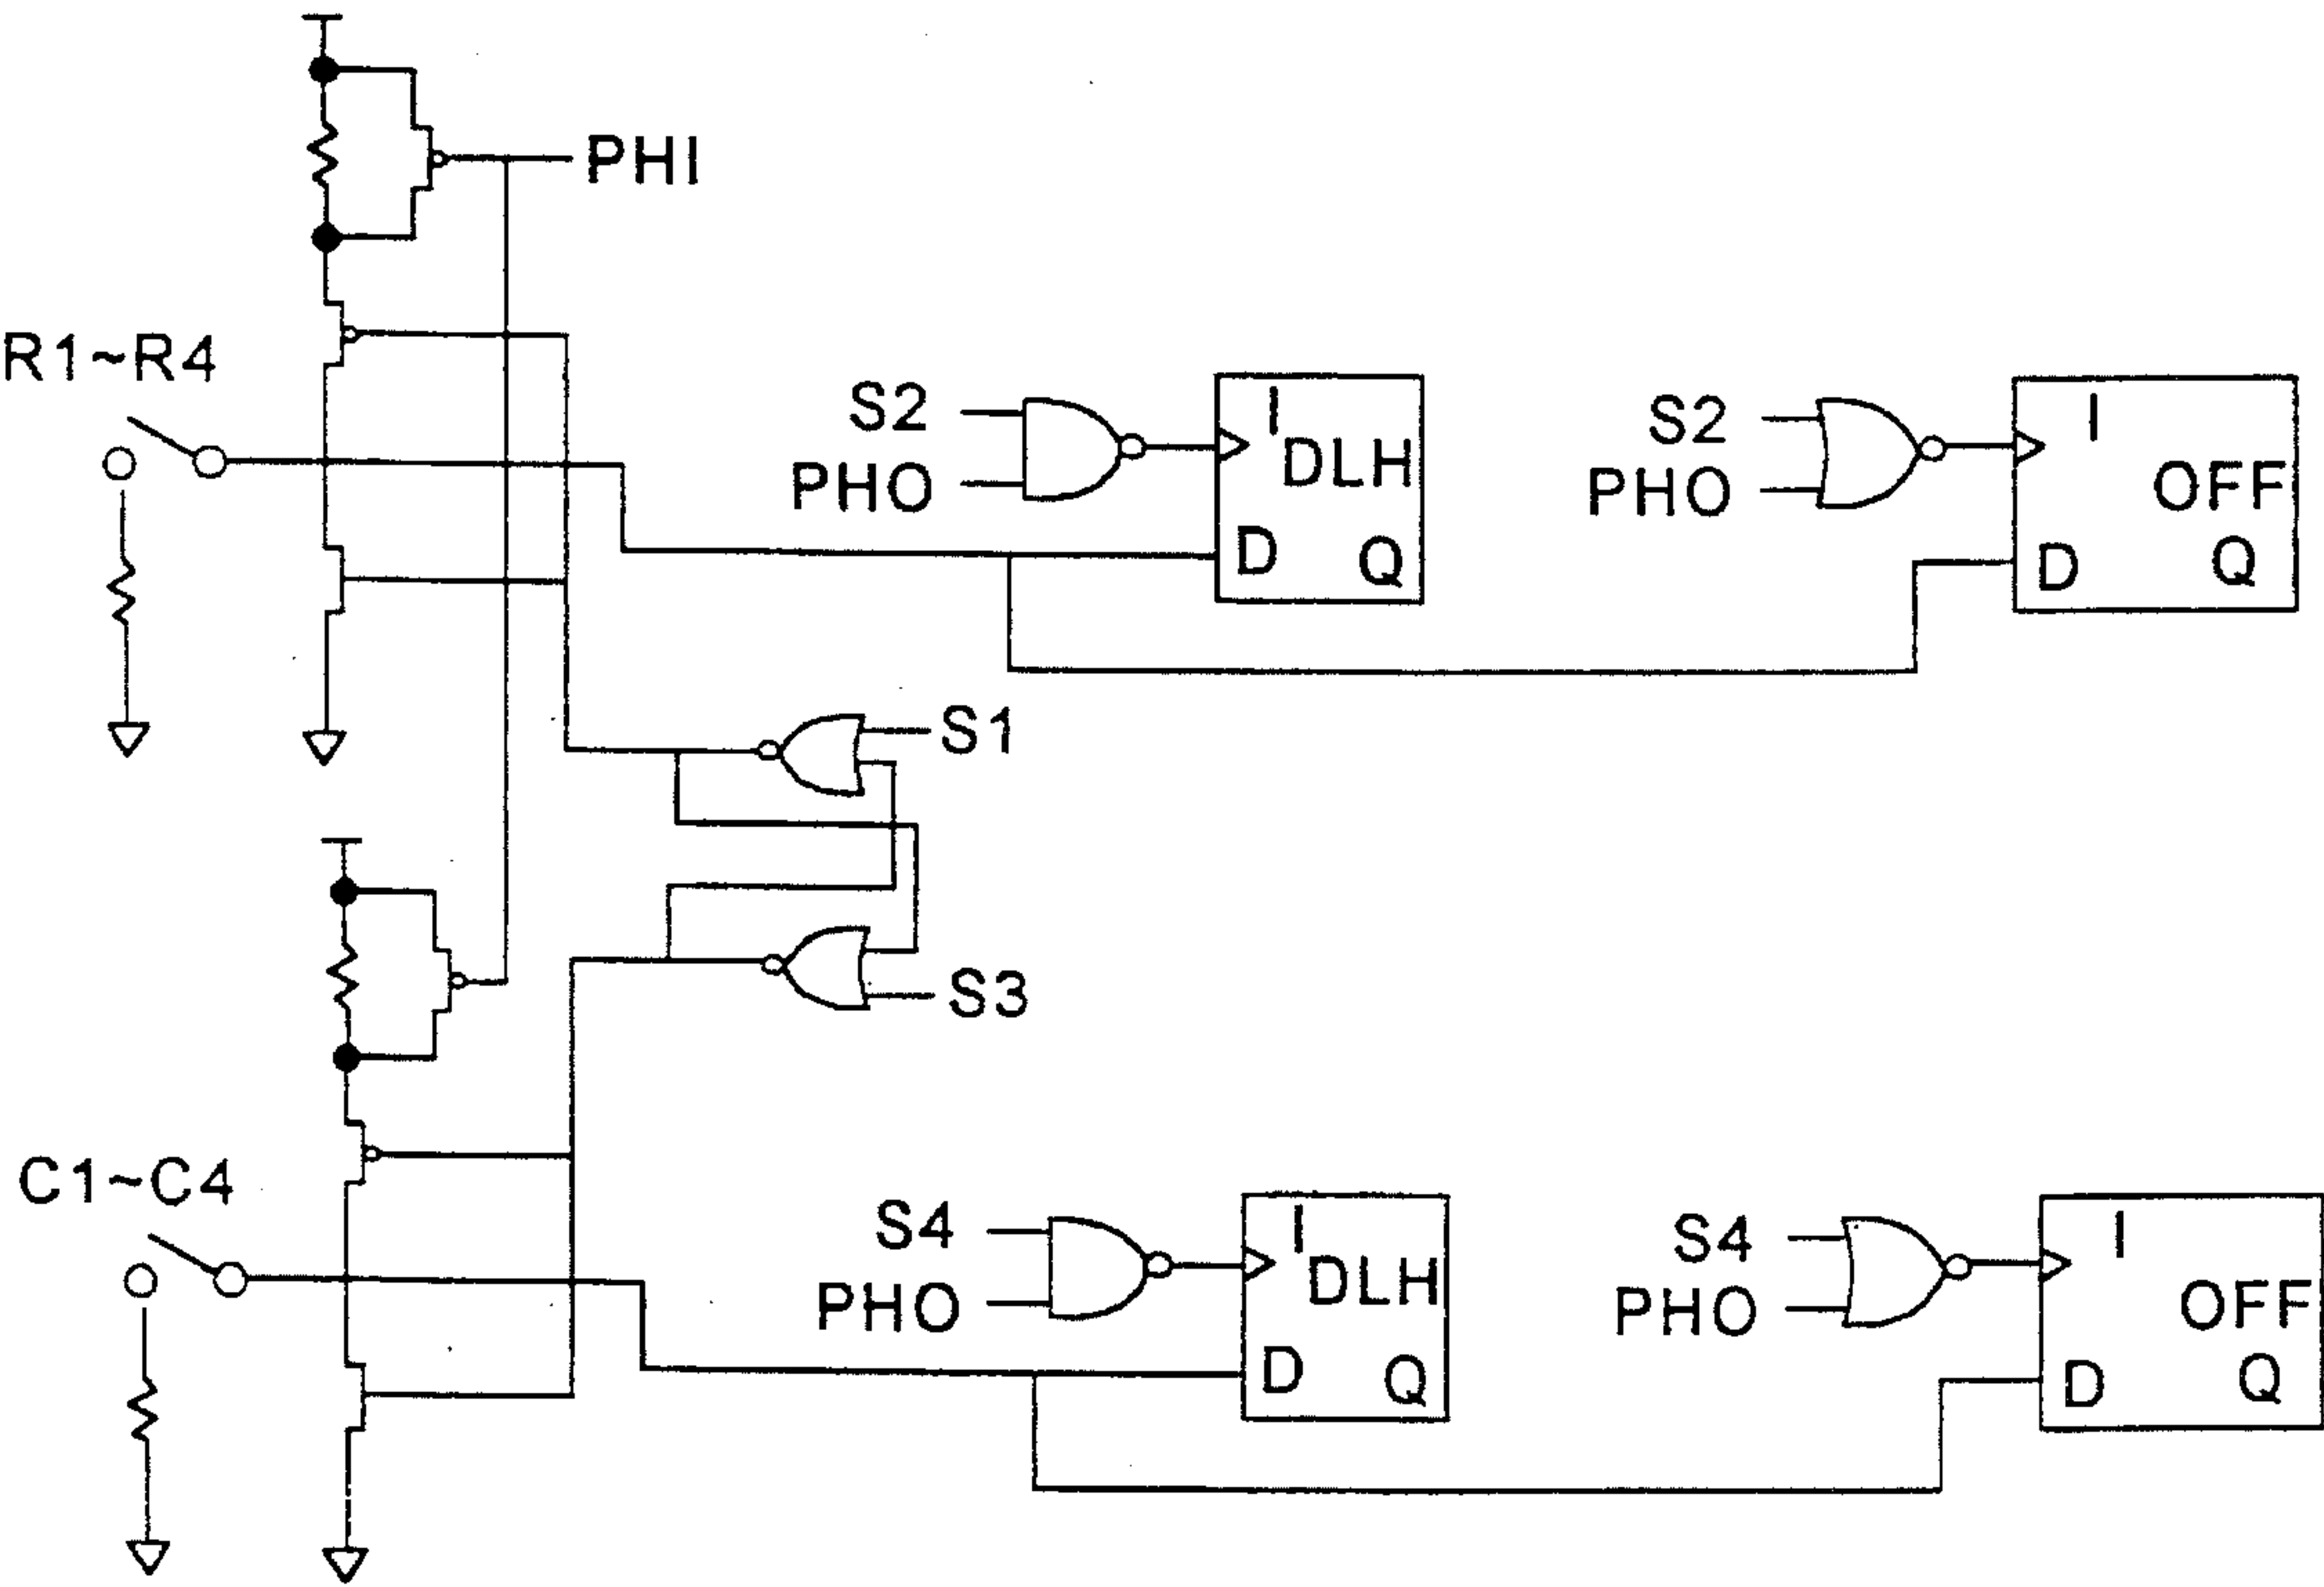 PHI
R1~R4
S2
PHO
I
DLH
D Q
S2
PHO
I
OFF
D Q
S1
S3
C1~C4
S4
PHO
I
DLH
D Q
S4
PHO
I
OFF
D Q